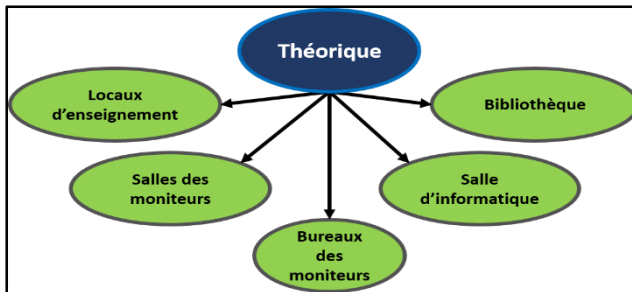 Théorique
Locaux
d'enseignement
Bibliothèque
Salles des
moniteurs
Salle
d'informatique
Bureaux
des
moniteurs